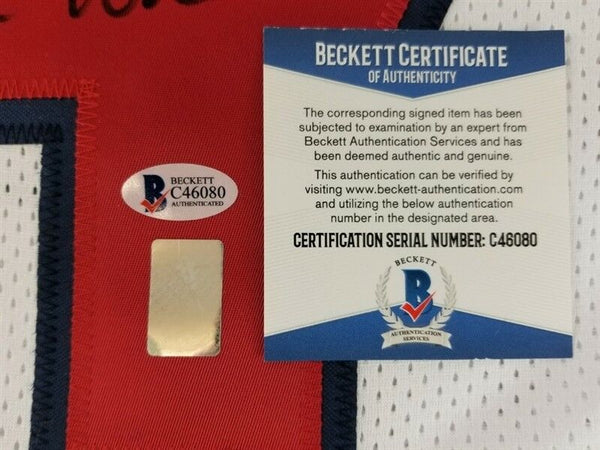 BECKETT CERTIFICATE
OF AUTHENTICITY
The corresponding signed item has been
subjected to examination by an expert from
Beckett Authentication Services and has
been deemed authentic and genuine.
This authentication can be verified by
visiting www.beckett-authentication.com
and utilizing the below authentication
number in the designated area.
CERTIFICATION SERIAL NUMBER: C46080
BECKETT
B
AUTHENTICATION
SERVICES
B
BECKETT
C46080
AUTHENTICATED